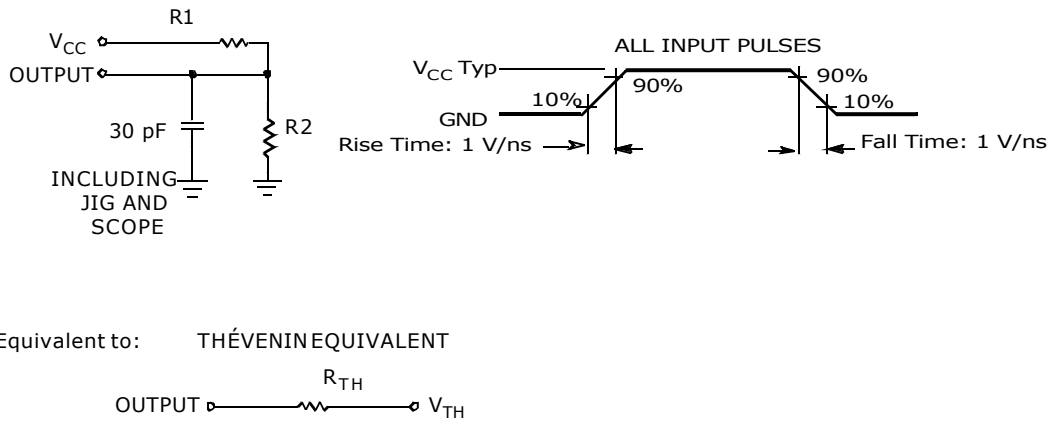 R1
VCC
OUTPUT
30 pF
R2
INCLUDING
JIG AND
SCOPE
ALL INPUT PULSES
VCC Typ
90%
90%
10%
10%
GND
Rise Time: 1 V/ns
Fall Time: 1 V/ns
Equivalent to: THÉVENIN EQUIVALENT
RTH
OUTPUT
VTH